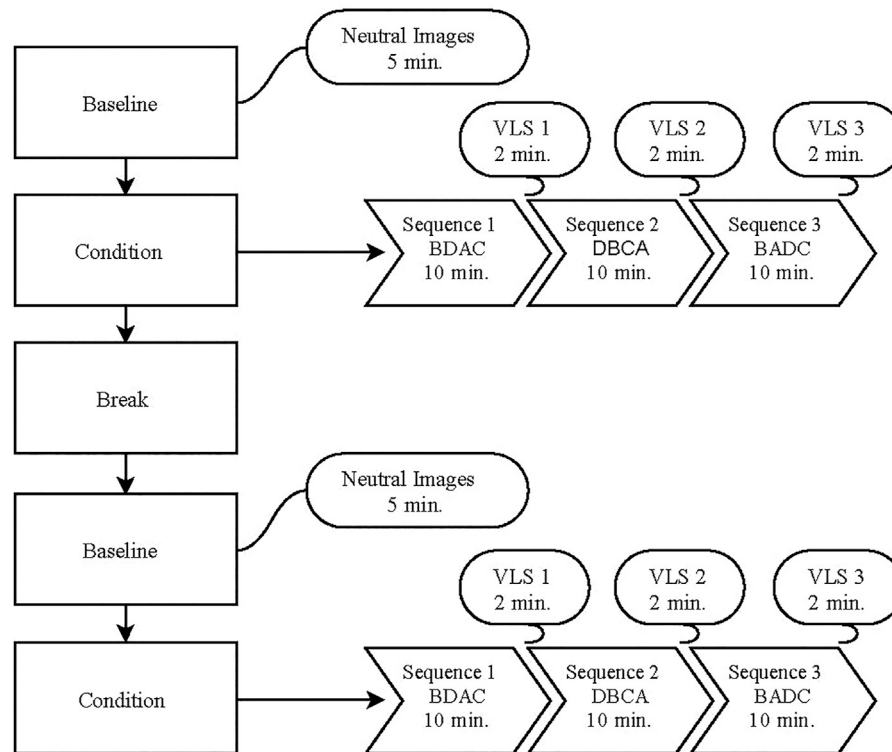 Neutral Images
5 min.
Baseline
VLS 1
2 min.
VLS 2
2 min.
VLS 3
2 min.
Condition
Sequence 1
BDAC
10 min.
Sequence 2
DBCA
10 min.
Sequence 3
BADC
10 min.
Break
Neutral Images
5 min.
Baseline
VLS 1
2 min.
VLS 2
2 min.
VLS 3
2 min.
Condition
Sequence 1
BDAC
10 min.
Sequence 2
DBCA
10 min.
Sequence 3
BADC
10 min.